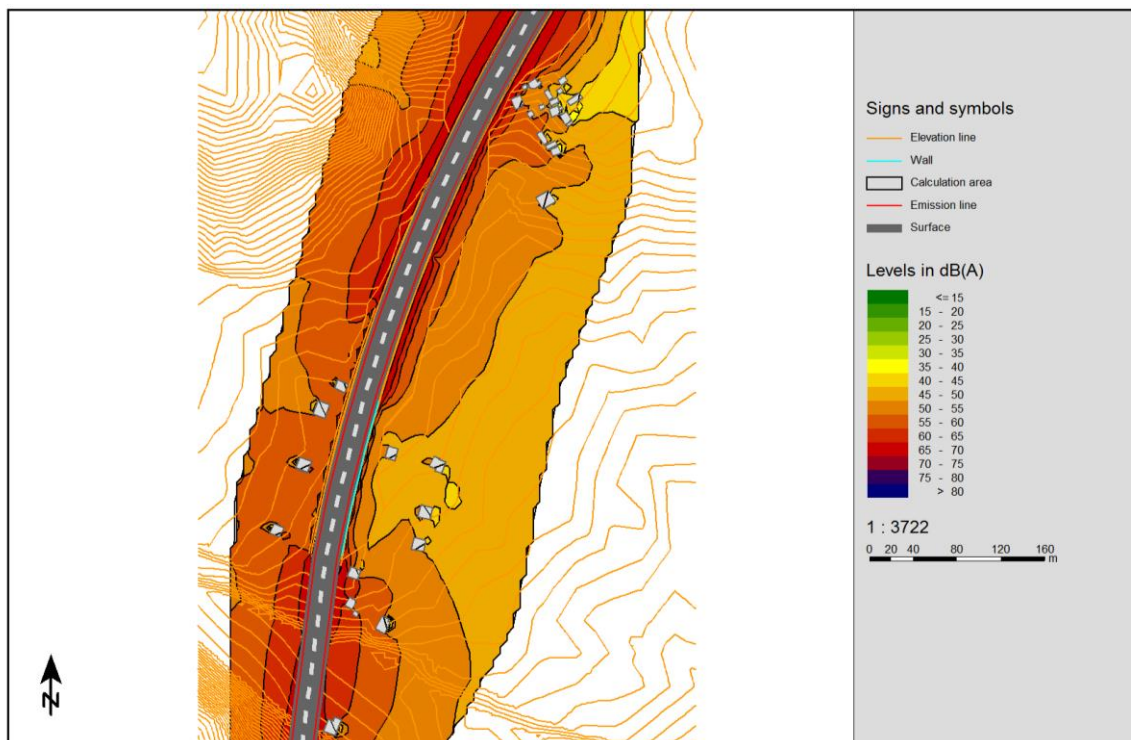 Signs and symbols
Elevation line
Wall
Calculation area
Emission line
Surface
Levels in dB(A)
<= 15
15 - 20
20 - 25
25 - 30
30 - 35
35 - 40
40 - 45
45 - 50
50 - 55
55 - 60
60 - 65
65 - 70
70 - 75
75 - 80
> 80
1 : 3722
0 20 40 80 120 160
m
N